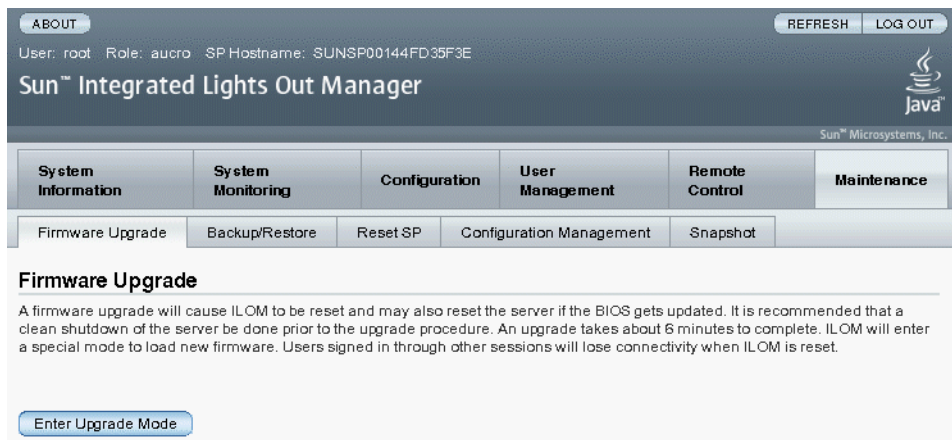 ABOUT
REFRESH
LOG OUT
User: root Role: aucro SP Hostname: SUNSP00144FD35F3E
Sun™ Integrated Lights Out Manager
Java™
Sun™ Microsystems, Inc.
System
Information
System
Monitoring
Configuration
User
Management
Remote
Control
Maintenance
Firmware Upgrade
Backup/Restore
Reset SP
Configuration Management
Snapshot
Firmware Upgrade
A firmware upgrade will cause ILOM to be reset and may also reset the server if the BIOS gets updated. It is recommended that a
clean shutdown of the server be done prior to the upgrade procedure. An upgrade takes about 6 minutes to complete. ILOM will enter
a special mode to load new firmware. Users signed in through other sessions will lose connectivity when ILOM is reset.
Enter Upgrade Mode